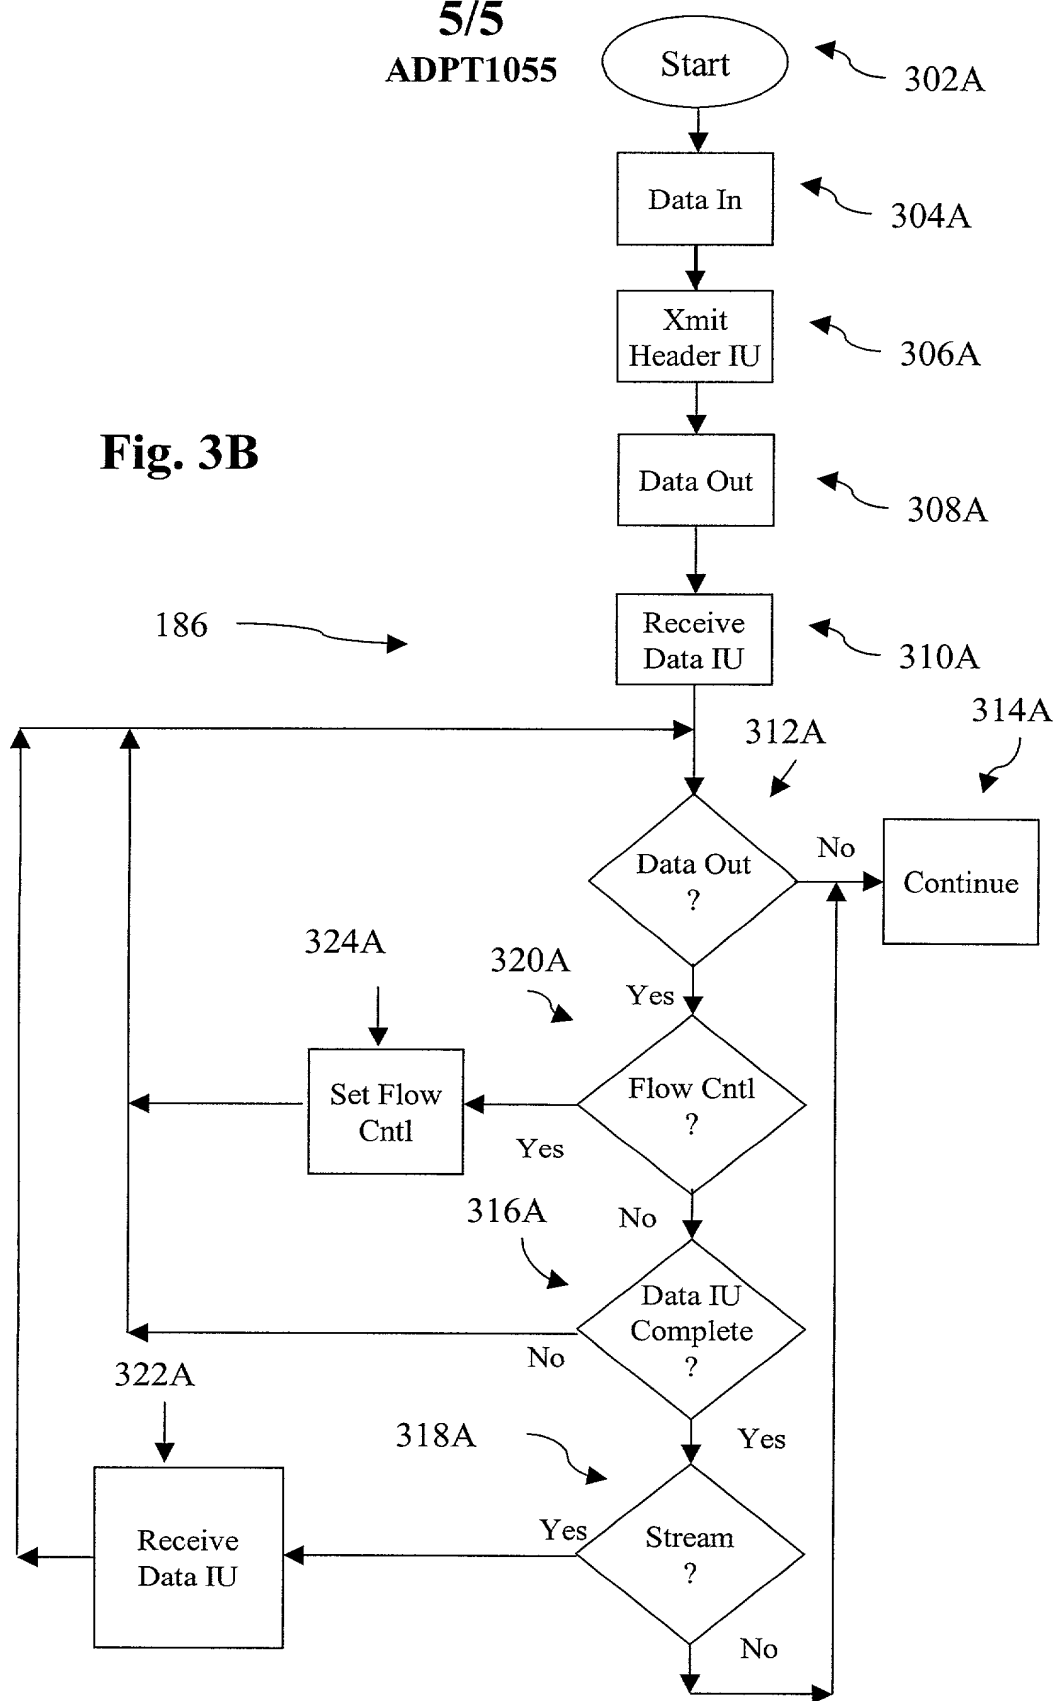 5/5
ADPT1055
Start
302A
Data In
304A
Xmit
Header IU
306A
Fig. 3B
Data Out
308A
186
Receive
Data IU
310A
312A
314A
Data Out
?
No
Continue
324A
320A
Yes
Set Flow
Cntl
Flow Cntl
?
Yes
316A
No
Data IU
Complete
?
No
322A
318A
Yes
Receive
Data IU
Yes
Stream
?
No